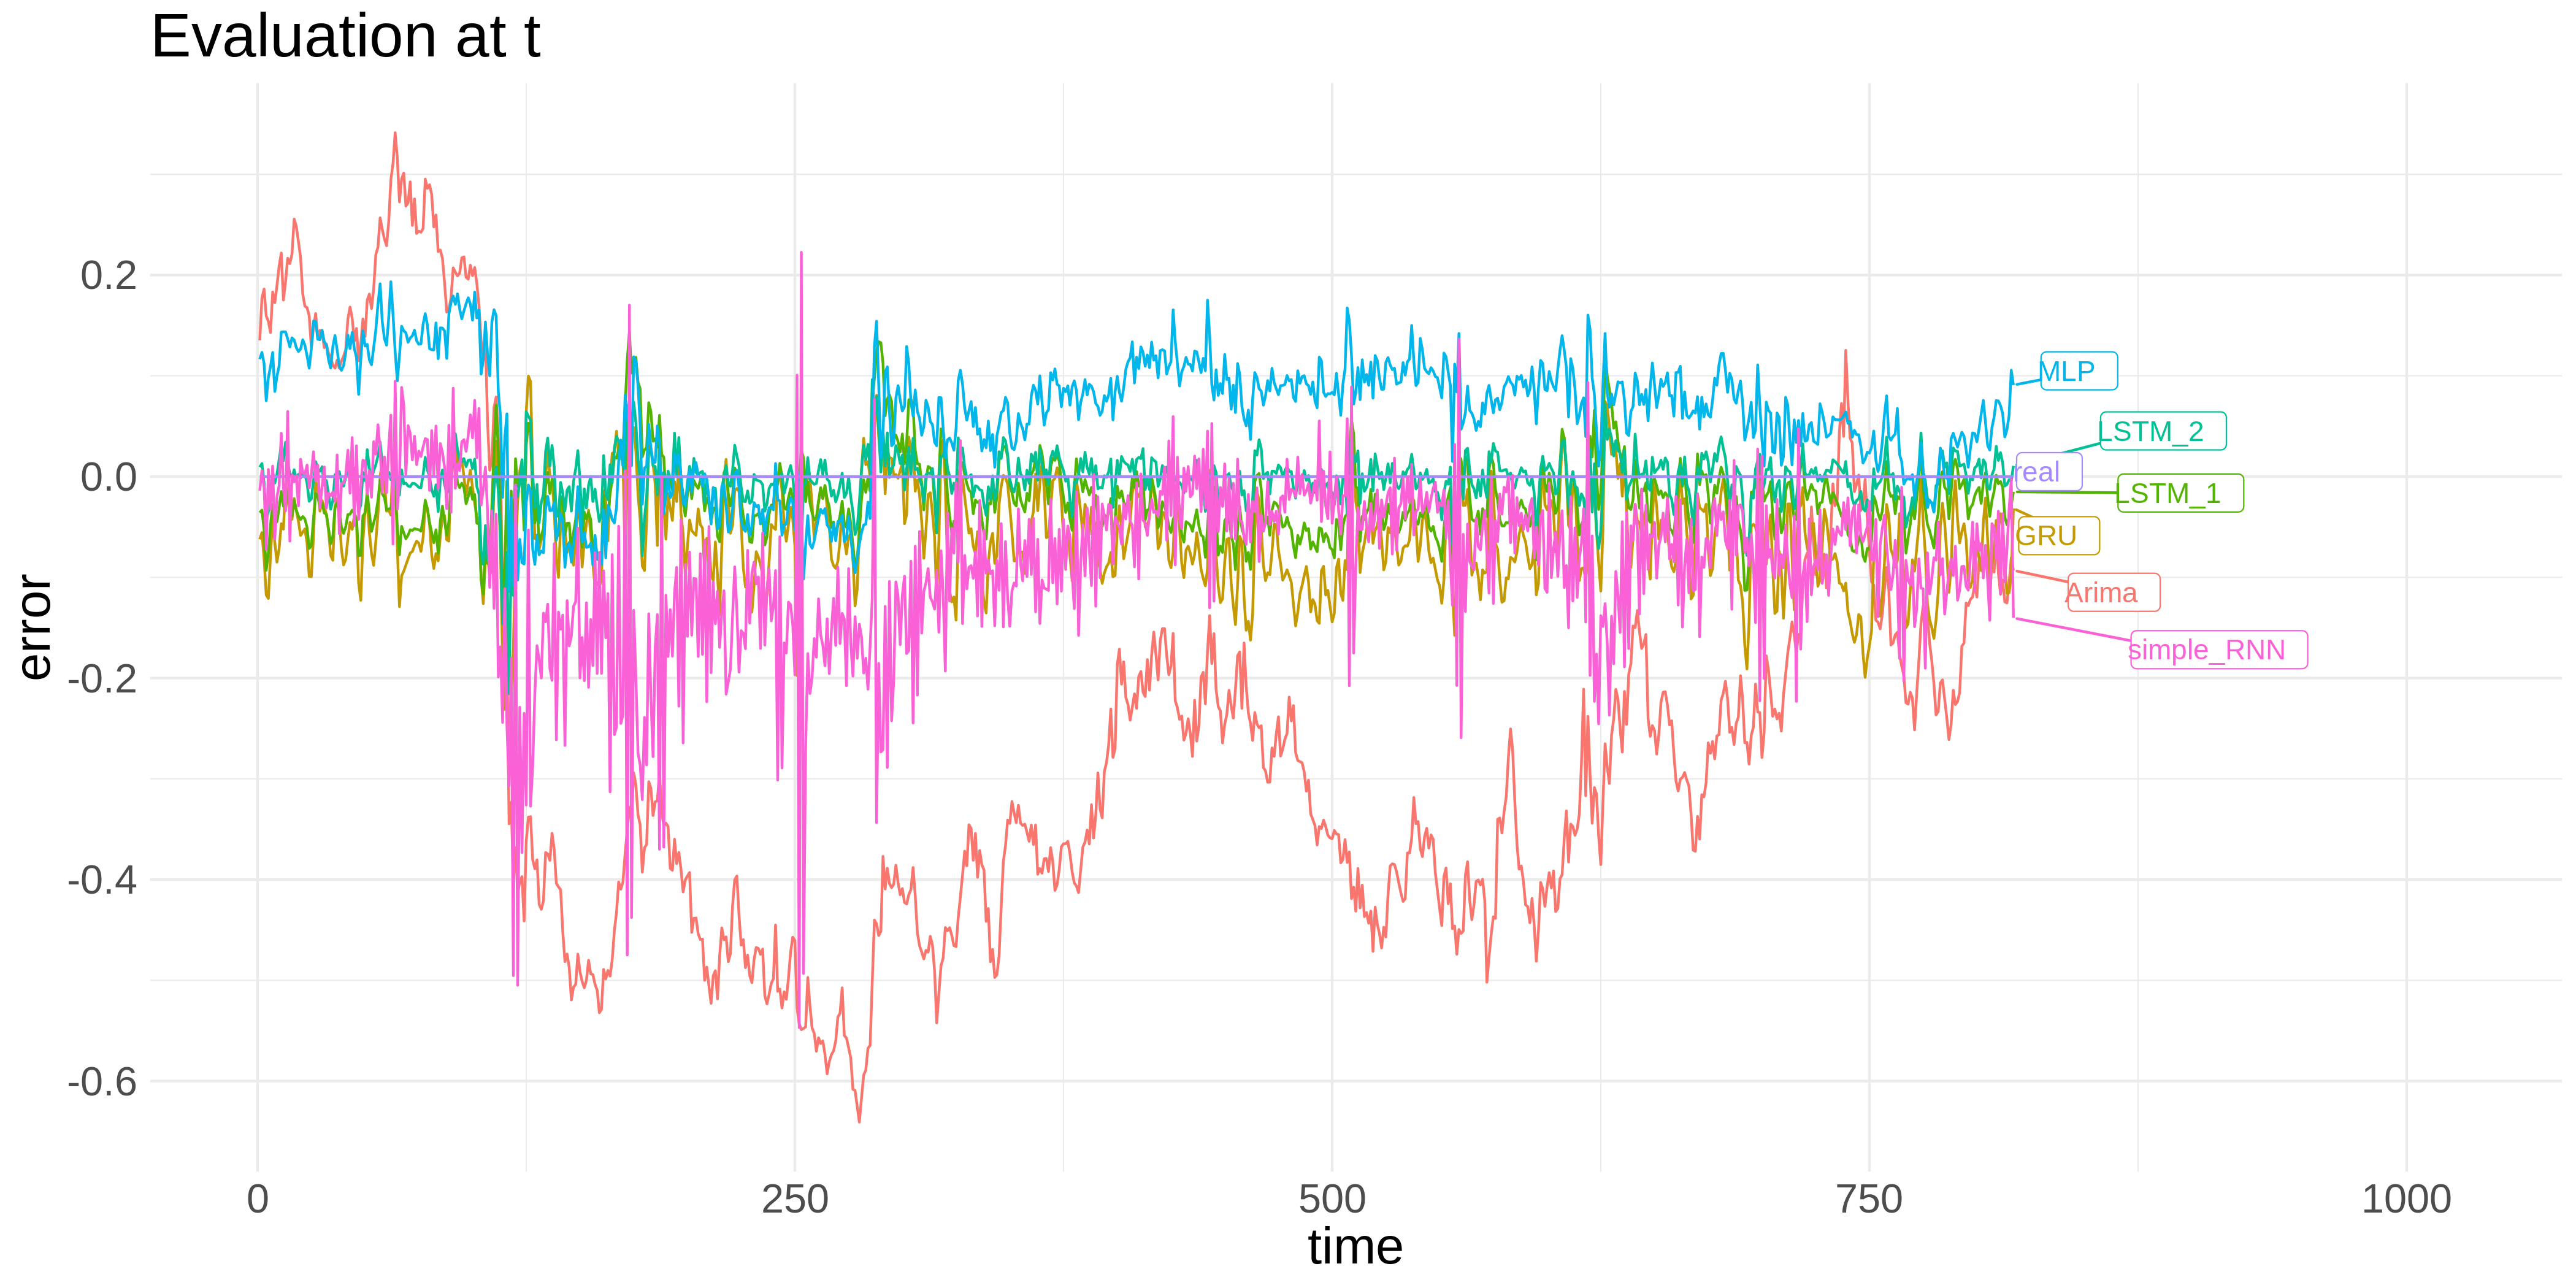 Evaluation at t
error
0.2
0.0
-0.2
-0.4
-0.6
MLP
LSTM_2
real
LSTM_1
GRU
Arima
simple_RNN
0 250 500 750 1000
time